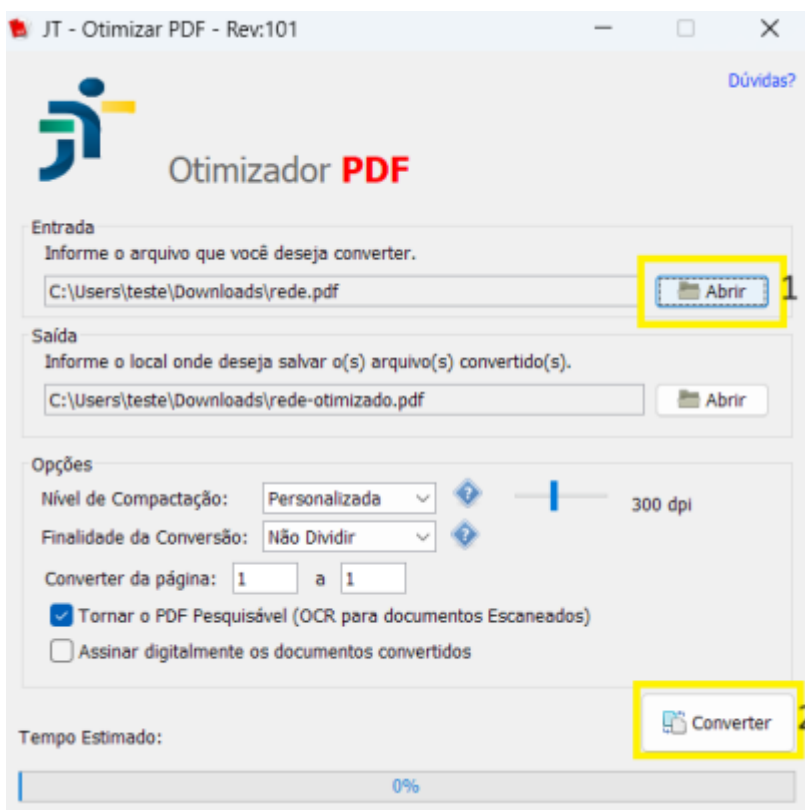 JT - Otimizar PDF - Rev:101
Dúvidas?
Otimizador PDF
Entrada
Informe o arquivo que você deseja converter.
C:\Users\teste\Downloads\rede.pdf Abrir 1
Saída
Informe o local onde deseja salvar o(s) arquivo(s) convertido(s).
C:\Users\teste\Downloads\rede-otimizado.pdf Abrir
Opções
Nível de Compactação: Personalizada ? 300 dpi
Finalidade da Conversão: Não Dividir ?
Converter da página: 1 a 1
Tornar o PDF Pesquisável (OCR para documentos Escaneados)
Assinar digitalmente os documentos convertidos
Converter 2
Tempo Estimado:
0%